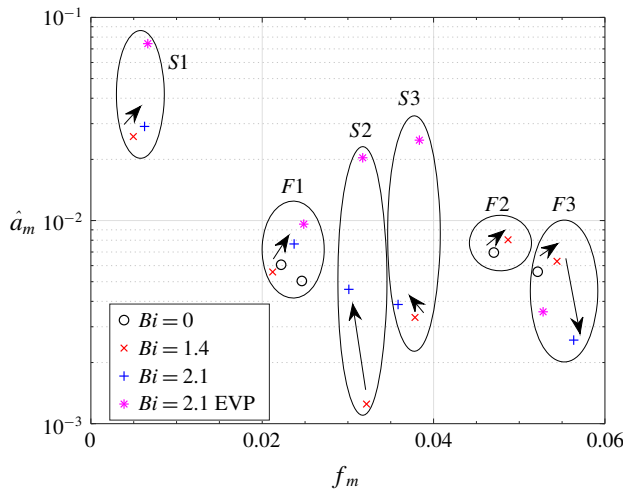 10⁻¹
S1
S3
S2
F1
F2
F3
â_m
10⁻²
Bi = 0
Bi = 1.4
Bi = 2.1
Bi = 2.1 EVP
10⁻³
0 0.02 0.04 0.06
f_m